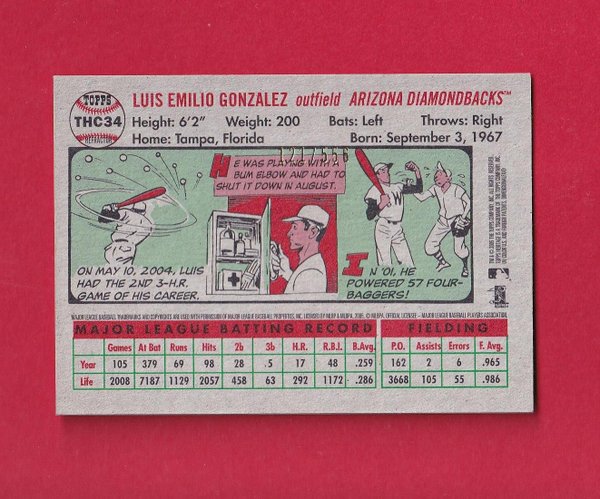 TOPPS
THC34
REFRACTOR
LUIS EMILIO GONZALEZ outfield ARIZONA DIAMONDBACKS™
Height: 6'2" Weight: 200 Bats: Left Throws: Right
Home: Tampa, Florida Born: September 3, 1967
HE WAS PLAYING WITH A
BUM ELBOW AND HAD TO
SHUT IT DOWN IN AUGUST.
ON MAY 10, 2004, LUIS
HAD THE 2ND 3-H.R.
GAME OF HIS CAREER.
IN '01, HE
POWERED 57 FOUR-
BAGGERS!
MAJOR LEAGUE BATTING RECORD FIELDING
Games At Bat Runs Hits 2b 3b H.R. R.B.I. B.Avg. P.O. Assists Errors F. Avg.
Year 105 379 69 98 28 .5 17 48 .259 162 2 6 .965
Life 2008 7187 1129 2057 458 63 292 1172 .286 3668 105 55 .986